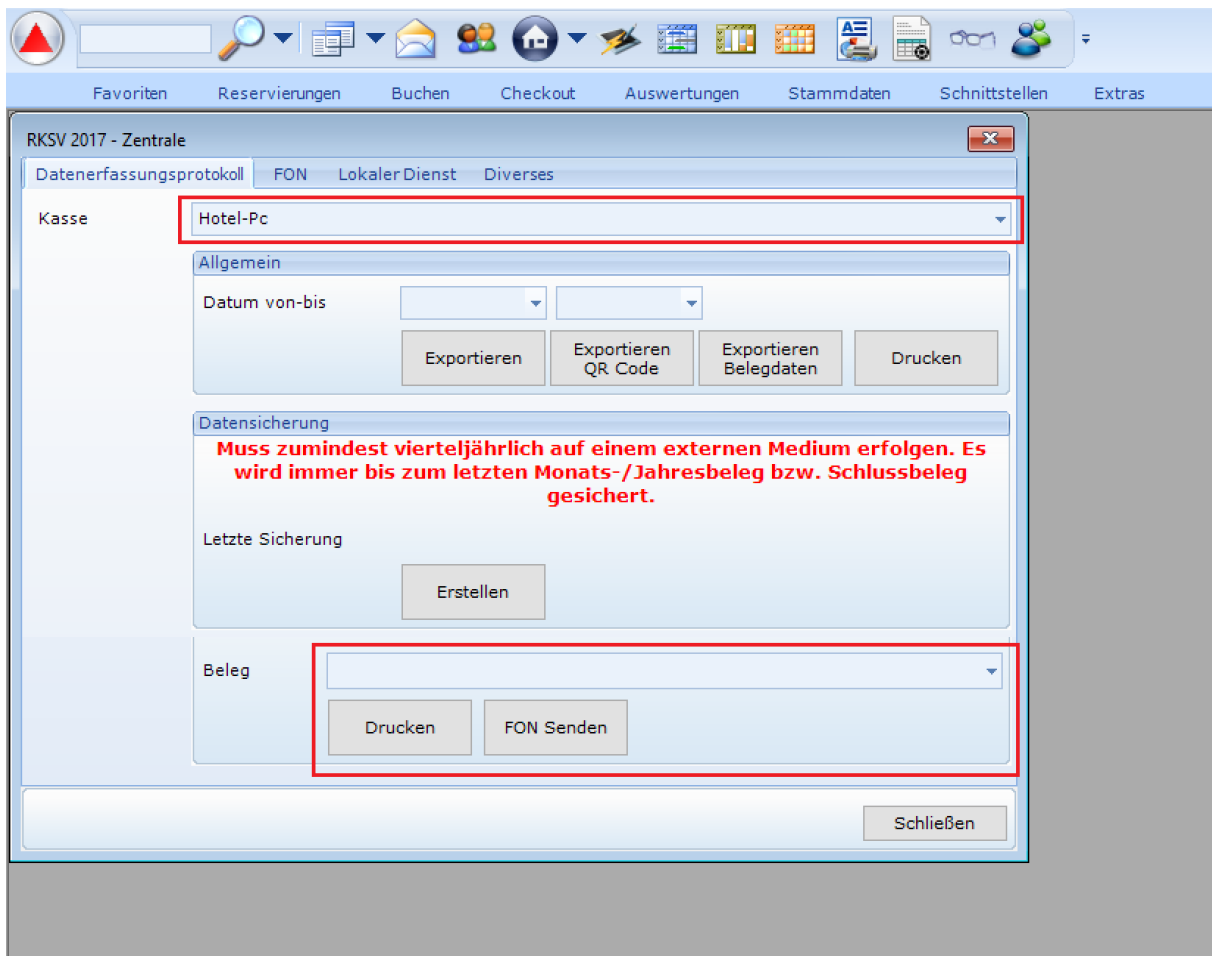 Favoriten Reservierungen Buchen Checkout Auswertungen Stammdaten Schnittstellen Extras
RKSV 2017 - Zentrale
Datenerfassungsprotokoll FON Lokaler Dienst Diverses
Kasse Hotel-Pc
Allgemein
Datum von-bis
Exportieren Exportieren QR Code Exportieren Belegdaten Drucken
Datensicherung
Muss zumindest vierteljährlich auf einem externen Medium erfolgen. Es
wird immer bis zum letzten Monats-/Jahresbeleg bzw. Schlussbeleg
gesichert.
Letzte Sicherung
Erstellen
Beleg
Drucken FON Senden
Schließen